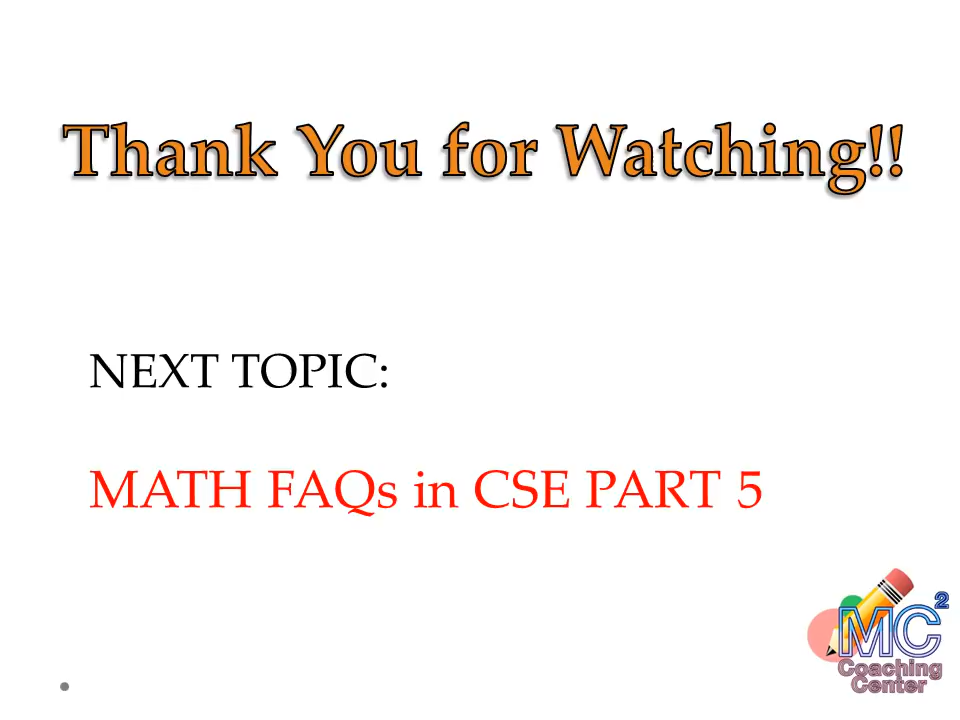 Thank You for Watching!!
NEXT TOPIC:
MATH FAQs in CSE PART 5
MC²
Coaching
Center